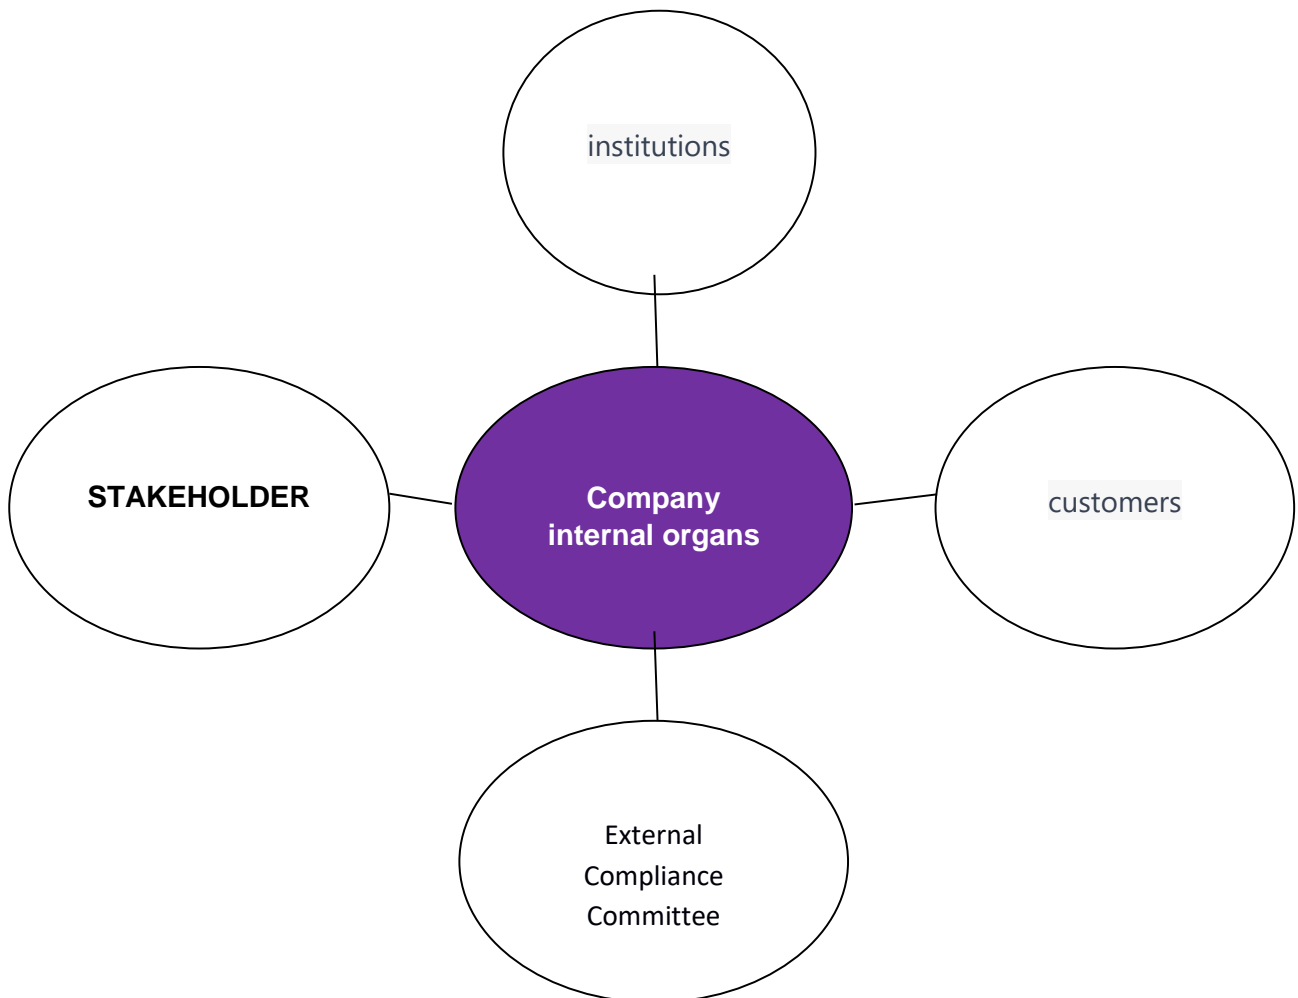 institutions
STAKEHOLDER
Company
internal organs
customers
External
Compliance
Committee